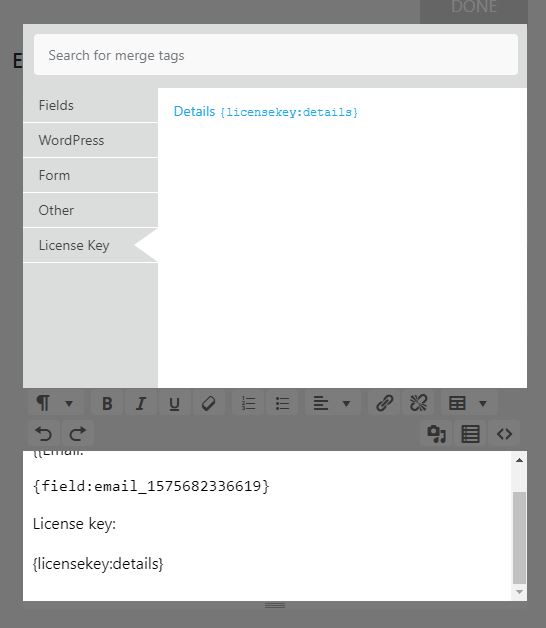 DONE
E
Search for merge tags
Fields
Details {licensekey:details}
WordPress
Form
Other
License Key
B I U
{{Email:
{field:email_1575682336619}
License key:
{licensekey:details}